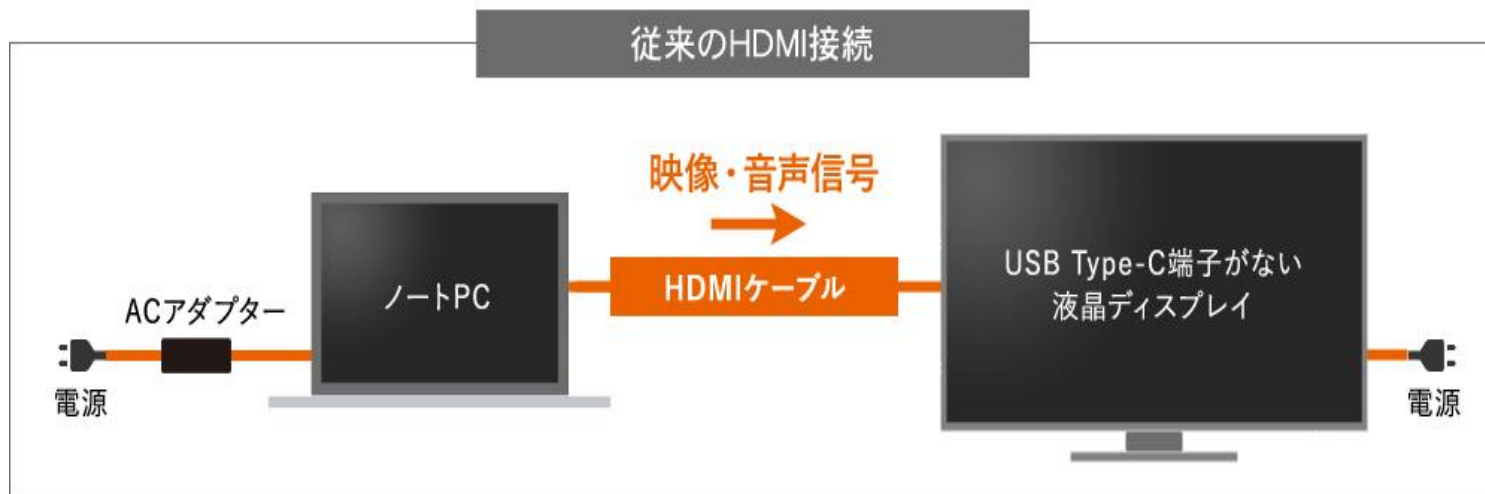 従来のHDMI接続
映像・音声信号
HDMIケーブル
ノートPC
USB Type-C端子がない
液晶ディスプレイ
ACアダプター
電源
電源